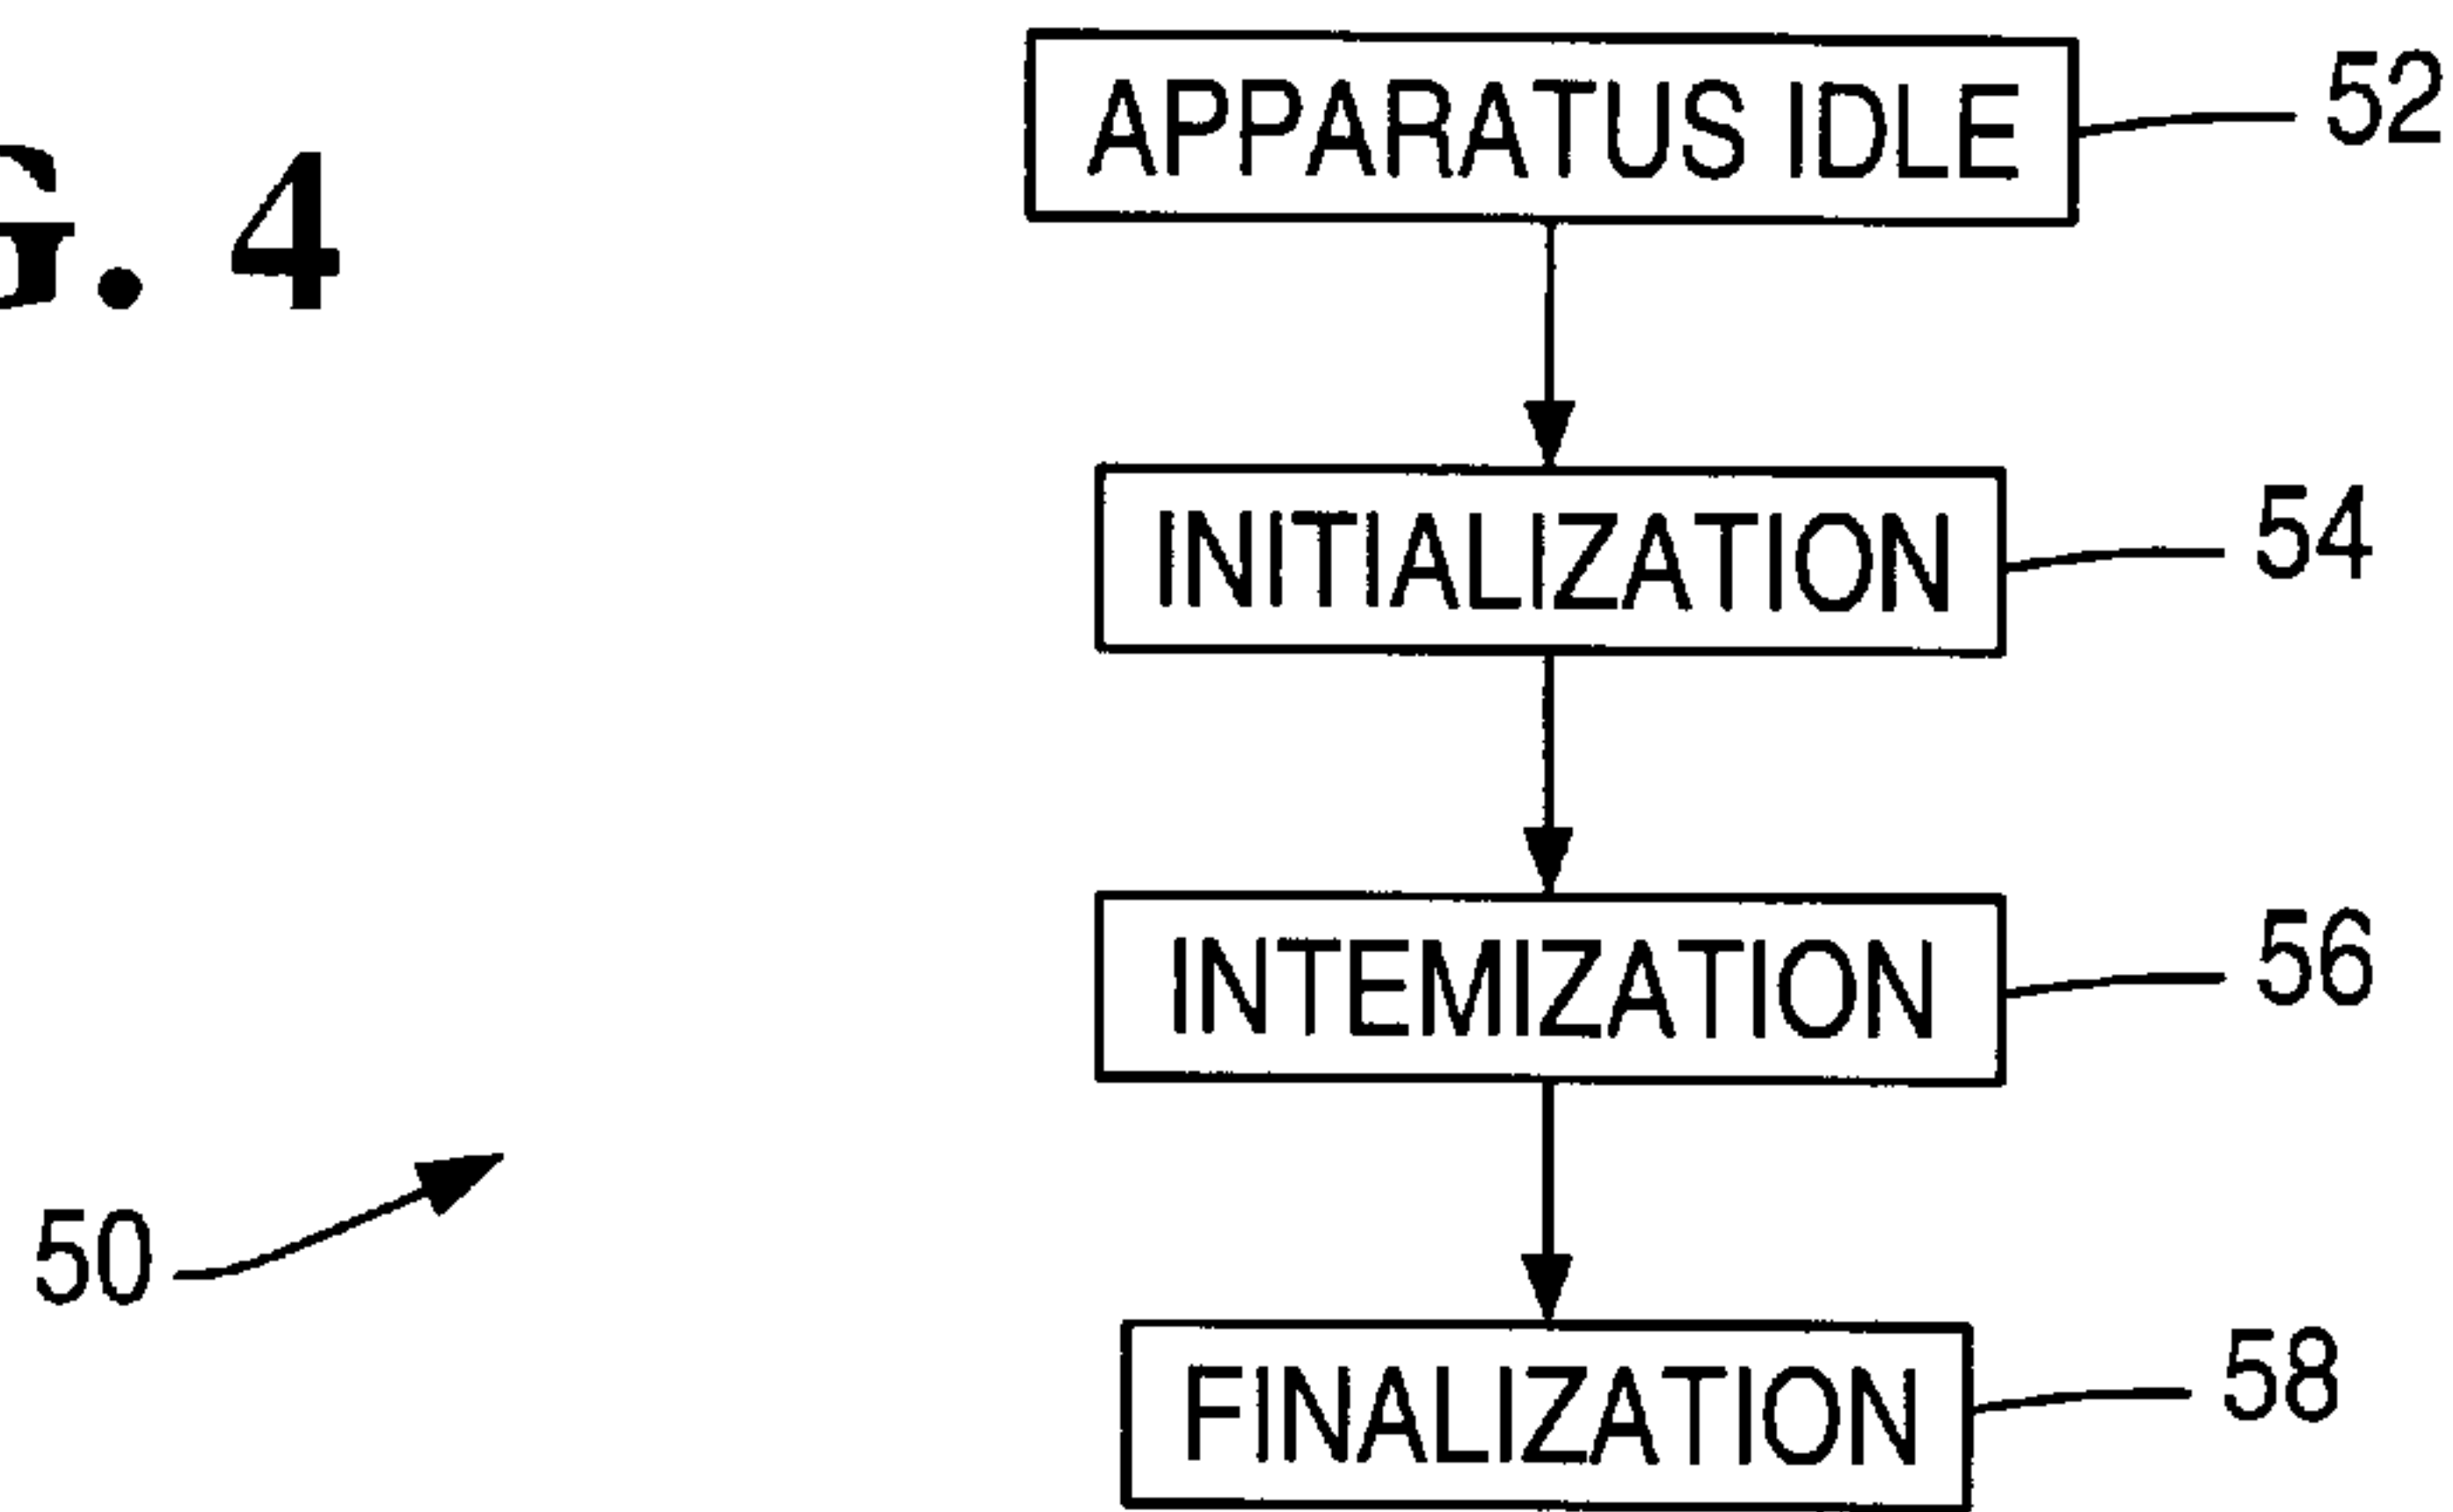 G. 4
APPARATUS IDLE
52
INITIALIZATION
54
INTEMIZATION
56
50
FINALIZATION
58